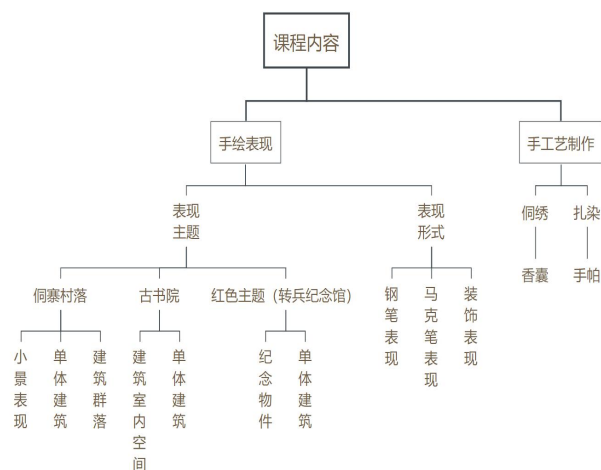 课程内容
手绘表现
手工艺制作
表现
主题
表现
形式
侗绣
扎染
香囊
手帕
侗寨村落
古书院
红色主题（转兵纪念馆）
钢笔表现
马克笔表现
装饰表现
小景表现
单体建筑
建筑群落
建筑室内空间
单体建筑
纪念物件
单体建筑